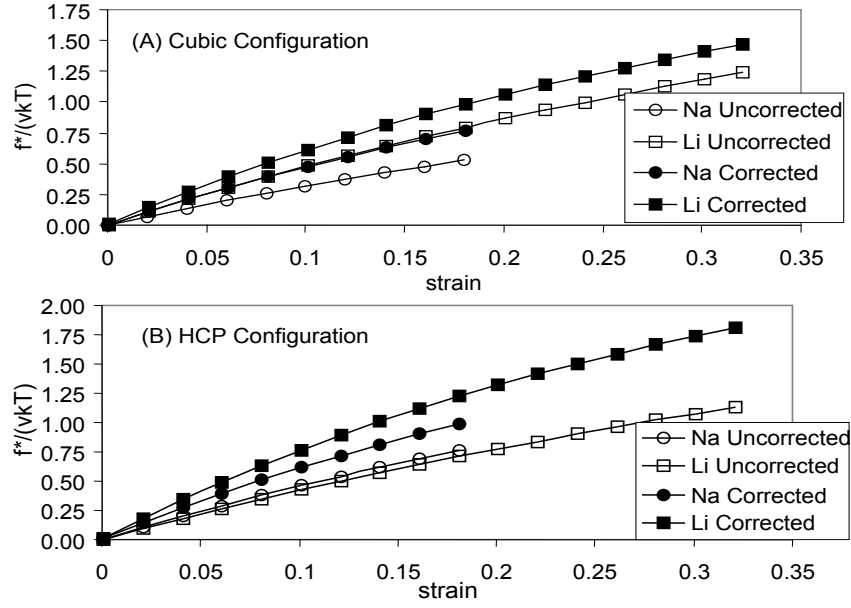 (A) Cubic Configuration
f*/(vkT)
1.75
1.50
1.25
1.00
0.75
0.50
0.25
0.00
0 0.05 0.1 0.15 0.2 0.25 0.3 0.35
strain
Na Uncorrected
Li Uncorrected
Na Corrected
Li Corrected
(B) HCP Configuration
f*/(vkT)
2.00
1.75
1.50
1.25
1.00
0.75
0.50
0.25
0.00
0 0.05 0.1 0.15 0.2 0.25 0.3 0.35
strain
Na Uncorrected
Li Uncorrected
Na Corrected
Li Corrected